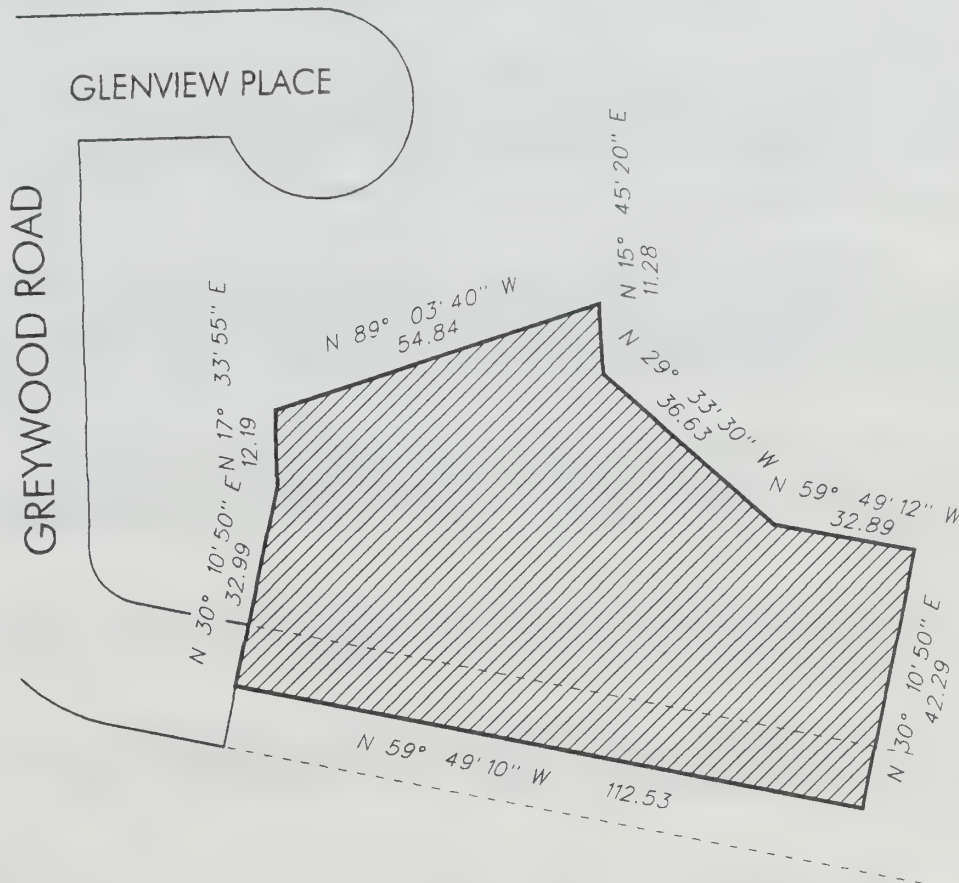 GLENVIEW PLACE
GREYWOOD ROAD
N 15° 45' 20" E
11.28
N 89° 03' 40" W
54.84
N 17° 33' 55" E
12.19
N 29° 33' 30" W
36.63
N 59° 49' 12" W
32.89
N 30° 10' 50" E
32.99
N 30° 10' 50" E
42.29
N 59° 49' 10" W
112.53